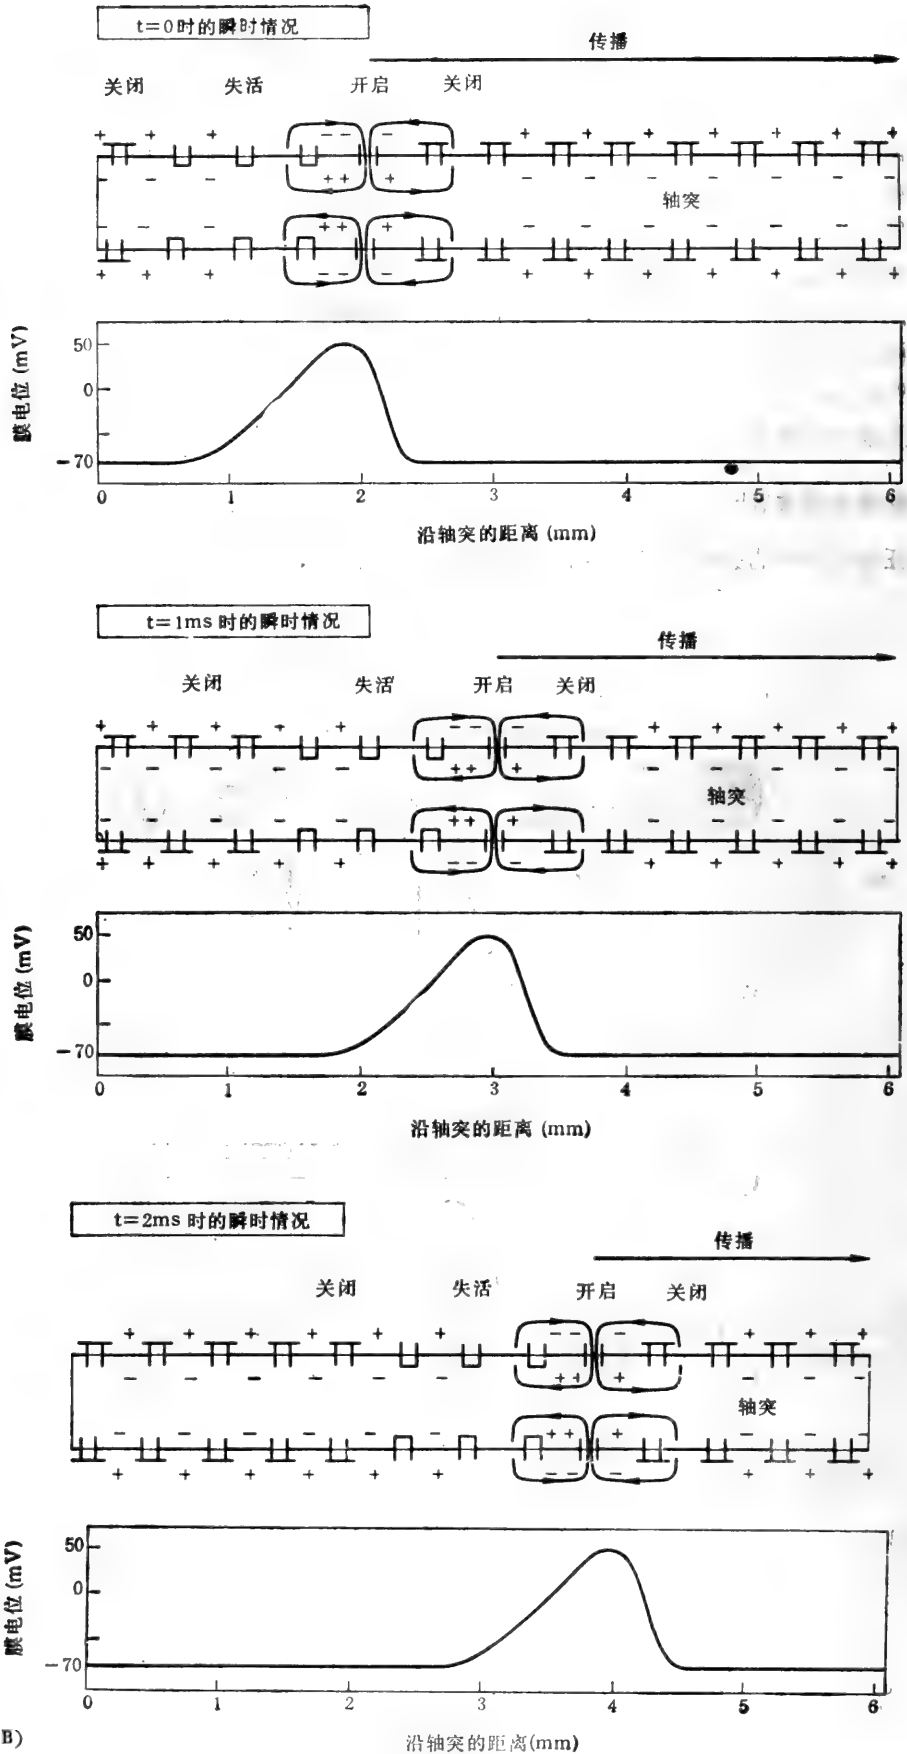 t=0时的瞬时情况
传播
关闭 失活 开启 关闭
+ + + − − − + + + + + + +
− − + + + − − − − − −
轴突
− − + + + − − − − − −
+ + + − − − + + + + + + +
膜电位 (mV)
50
0
−70
0 1 2 3 4 5 6
沿轴突的距离 (mm)
t=1ms 时的瞬时情况
传播
关闭 失活 开启 关闭
+ + + + + − − − + + + + +
− − − − + + + − − − − −
轴突
− − − − + + + − − − − −
+ + + + + − − − + + + + +
膜电位 (mV)
50
0
−70
0 1 2 3 4 5 6
沿轴突的距离 (mm)
t=2ms 时的瞬时情况
传播
关闭 失活 开启 关闭
+ + + + + + − − − + + +
− − − − − − + + + − − −
轴突
− − − − − − + + + − − −
+ + + + + + − − − + + +
膜电位 (mV)
50
0
−70
0 1 2 3 4 5 6
沿轴突的距离(mm)
B)